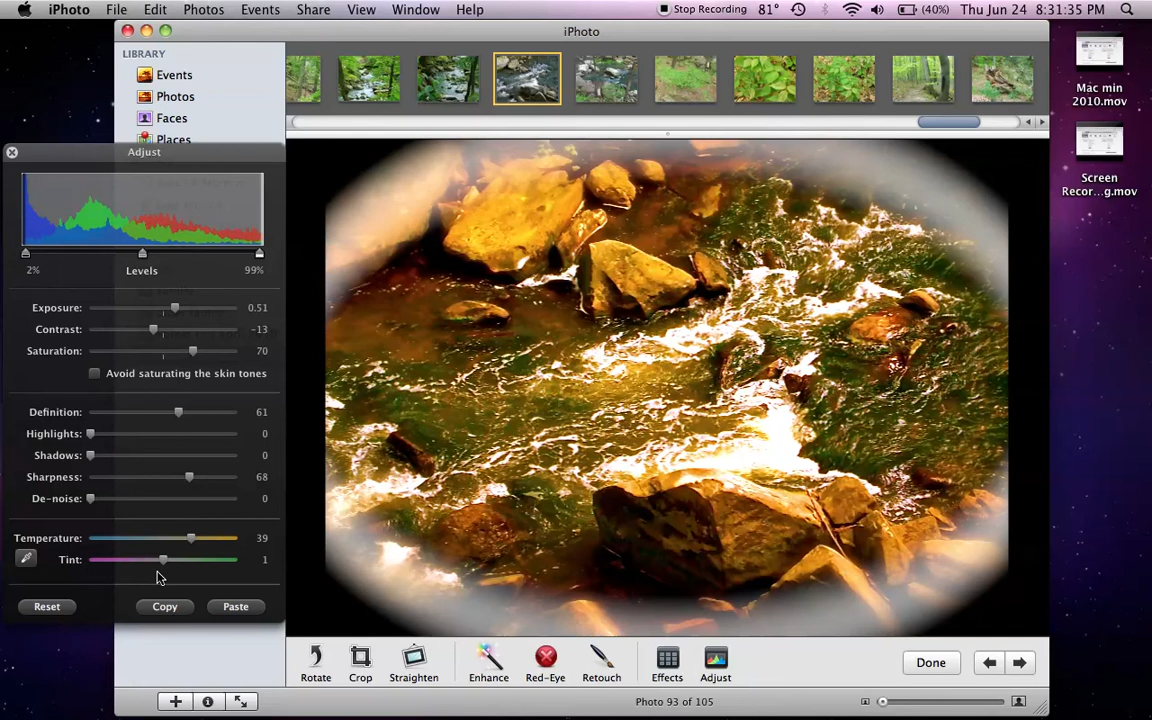 iPhoto File Edit Photos Events Share View Window Help Stop Recording 81° (40%) Thu Jun 24 8:31:35 PM
iPhoto
LIBRARY
Events
Photos
Faces
Places
Mac min
2010.mov
Screen
Recor...g.mov
Adjust
2% Levels 99%
Exposure: 0.51
Contrast: -13
Saturation: 70
Avoid saturating the skin tones
Definition: 61
Highlights: 0
Shadows: 0
Sharpness: 68
De-noise: 0
Temperature: 39
Tint: 1
Reset Copy Paste
Rotate Crop Straighten Enhance Red-Eye Retouch Effects Adjust Done
Photo 93 of 105